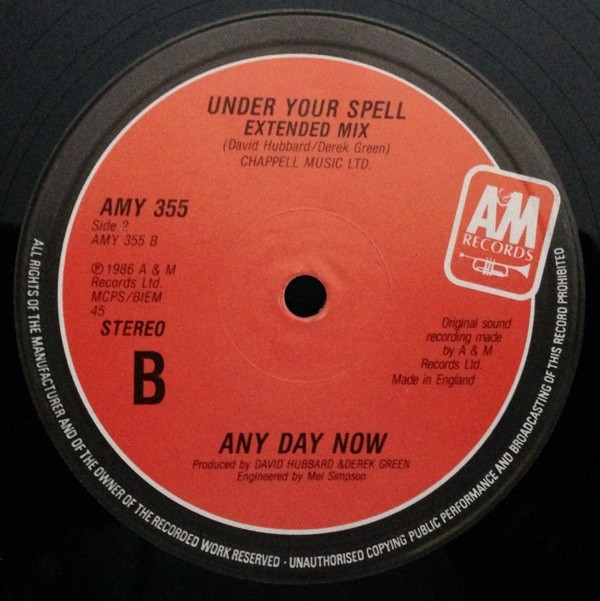 UNDER YOUR SPELL
EXTENDED MIX
(David Hubbard/Derek Green)
CHAPPELL MUSIC LTD.
AMY 355
Side 2
AMY 355 B
℗ 1986 A & M
Records Ltd.
MCPS/BIEM
45
STEREO
B
A&M
RECORDS
Original sound
recording made
by A & M
Records Ltd.
Made in England
ANY DAY NOW
Produced by DAVID HUBBARD &DEREK GREEN
Engineered by Mel Simpson
ALL RIGHTS OF THE MANUFACTURER AND OF THE OWNER OF THE RECORDED WORK RESERVED · UNAUTHORISED COPYING PUBLIC PERFORMANCE AND BROADCASTING OF THIS RECORD PROHIBITED